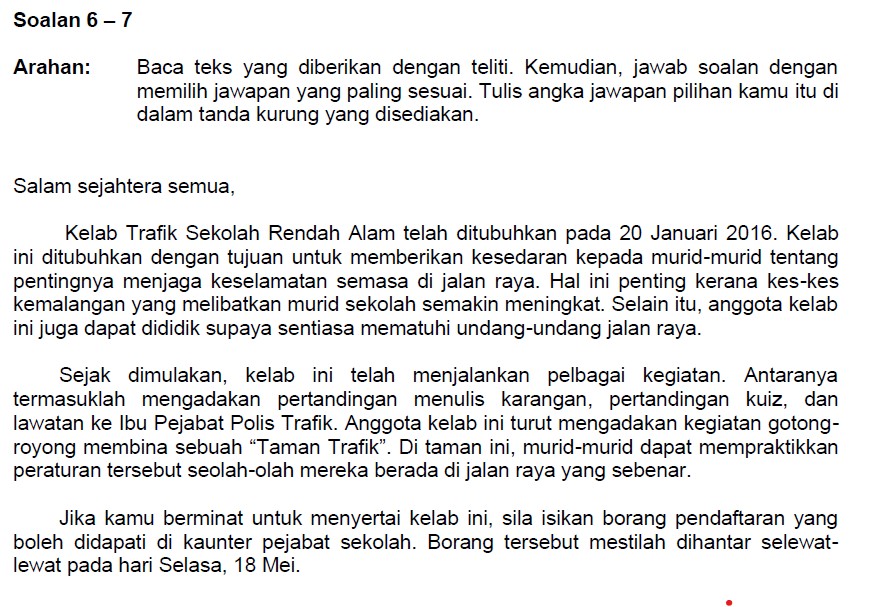 Soalan 6 – 7
Arahan: Baca teks yang diberikan dengan teliti. Kemudian, jawab soalan dengan
memilih jawapan yang paling sesuai. Tulis angka jawapan pilihan kamu itu di
dalam tanda kurung yang disediakan.
Salam sejahtera semua,
Kelab Trafik Sekolah Rendah Alam telah ditubuhkan pada 20 Januari 2016. Kelab
ini ditubuhkan dengan tujuan untuk memberikan kesedaran kepada murid-murid tentang
pentingnya menjaga keselamatan semasa di jalan raya. Hal ini penting kerana kes-kes
kemalangan yang melibatkan murid sekolah semakin meningkat. Selain itu, anggota kelab
ini juga dapat dididik supaya sentiasa mematuhi undang-undang jalan raya.
Sejak dimulakan, kelab ini telah menjalankan pelbagai kegiatan. Antaranya
termasuklah mengadakan pertandingan menulis karangan, pertandingan kuiz, dan
lawatan ke Ibu Pejabat Polis Trafik. Anggota kelab ini turut mengadakan kegiatan gotong-
royong membina sebuah “Taman Trafik”. Di taman ini, murid-murid dapat mempraktikkan
peraturan tersebut seolah-olah mereka berada di jalan raya yang sebenar.
Jika kamu berminat untuk menyertai kelab ini, sila isikan borang pendaftaran yang
boleh didapati di kaunter pejabat sekolah. Borang tersebut mestilah dihantar selewat-
lewat pada hari Selasa, 18 Mei.